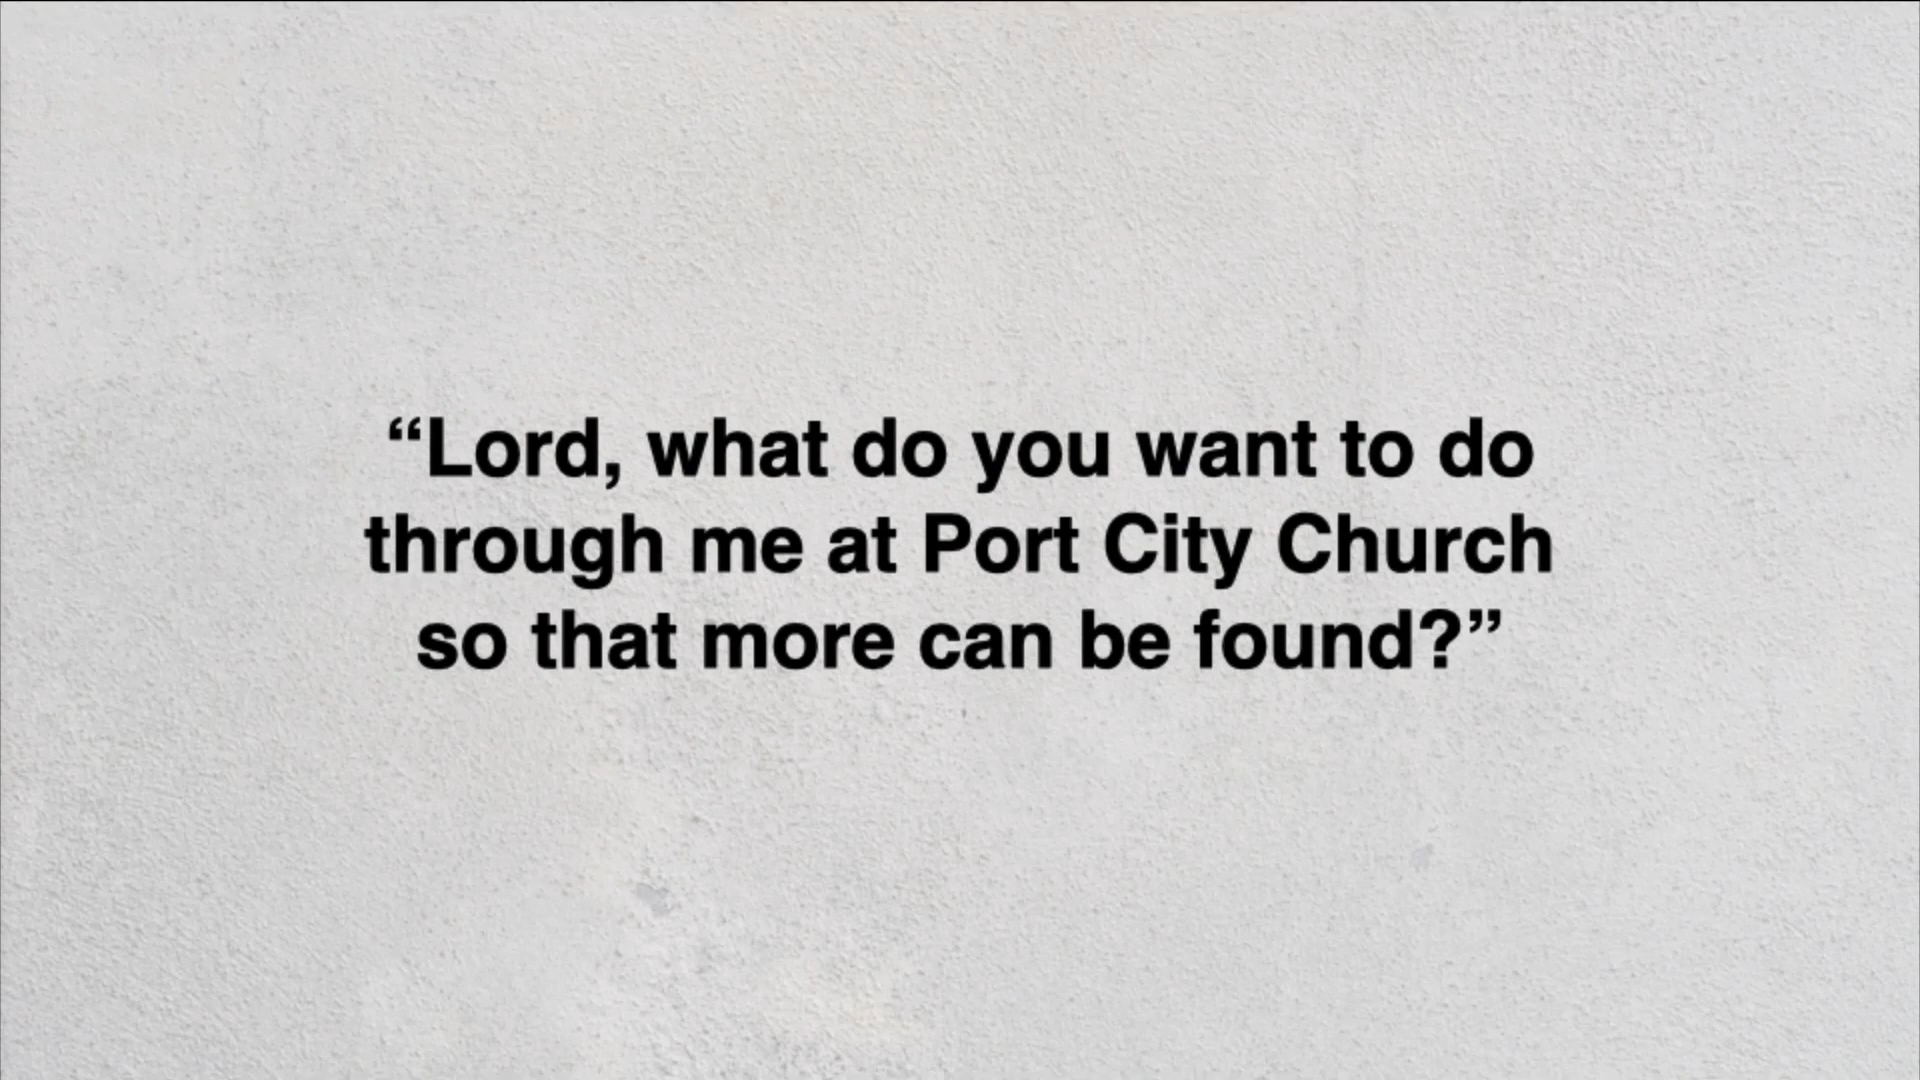 “Lord, what do you want to do
through me at Port City Church
so that more can be found?”